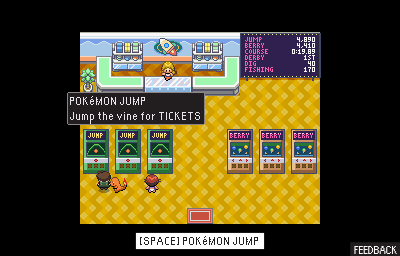 JUMP 4,890
BERRY 4,410
COURSE 0:19.89
DERBY 1ST
DIG 40
FISHING 170
POKéMON JUMP
Jump the vine for TICKETS
JUMP JUMP JUMP BERRY BERRY BERRY
[SPACE] POKéMON JUMP
FEEDBACK